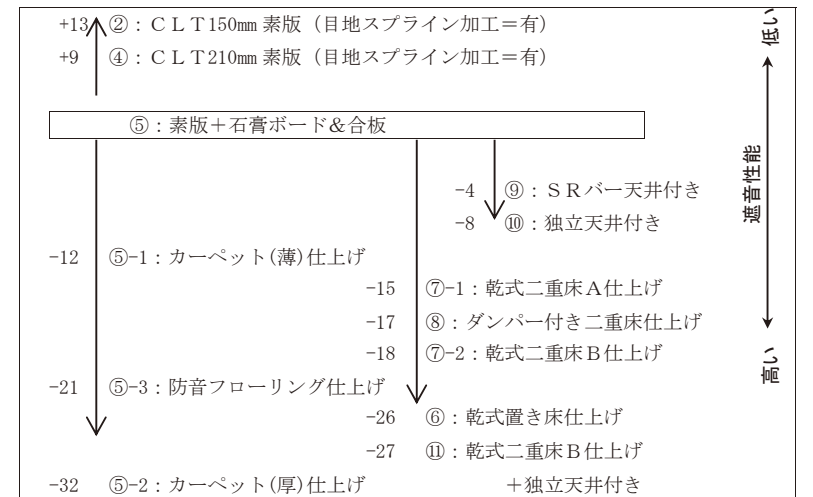 +13 ②：ＣＬＴ150㎜素版（目地スプライン加工＝有）
+9 ④：ＣＬＴ210㎜素版（目地スプライン加工＝有）
⑤：素版＋石膏ボード＆合板
-4 ⑨：ＳＲバー天井付き
-8 ⑩：独立天井付き
-12 ⑤-1：カーペット(薄)仕上げ
-15 ⑦-1：乾式二重床Ａ仕上げ
-17 ⑧：ダンパー付き二重床仕上げ
-18 ⑦-2：乾式二重床Ｂ仕上げ
-21 ⑤-3：防音フローリング仕上げ
-26 ⑥：乾式置き床仕上げ
-27 ⑪：乾式二重床Ｂ仕上げ
-32 ⑤-2：カーペット(厚)仕上げ
＋独立天井付き
低い
遮音性能
高い